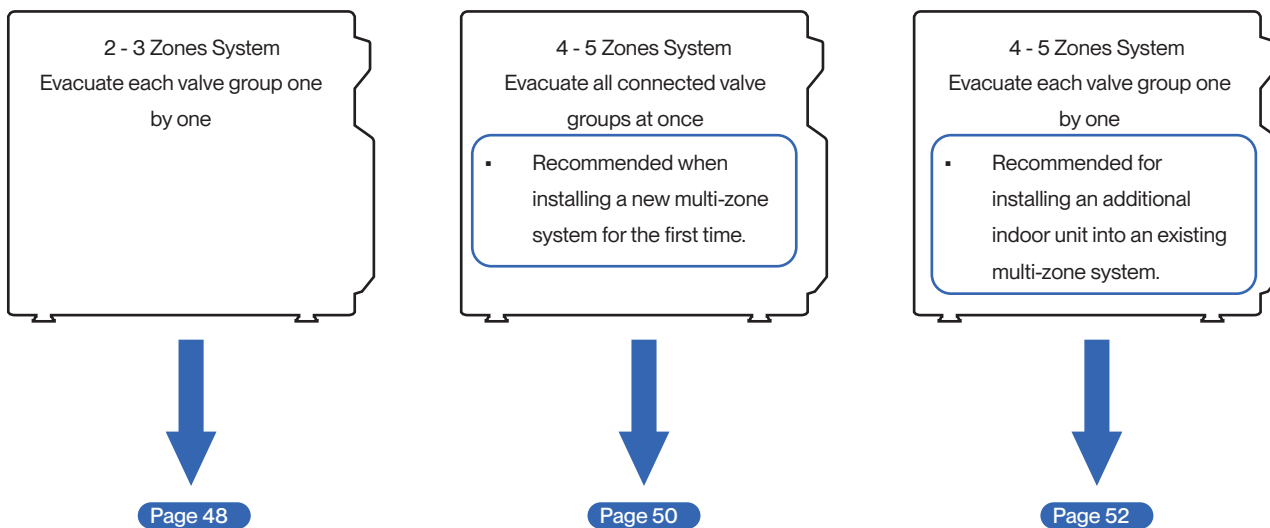 2 - 3 Zones System
Evacuate each valve group one
by one
Page 48
4 - 5 Zones System
Evacuate all connected valve
groups at once
▪ Recommended when
installing a new multi-zone
system for the first time.
Page 50
4 - 5 Zones System
Evacuate each valve group one
by one
▪ Recommended for
installing an additional
indoor unit into an existing
multi-zone system.
Page 52